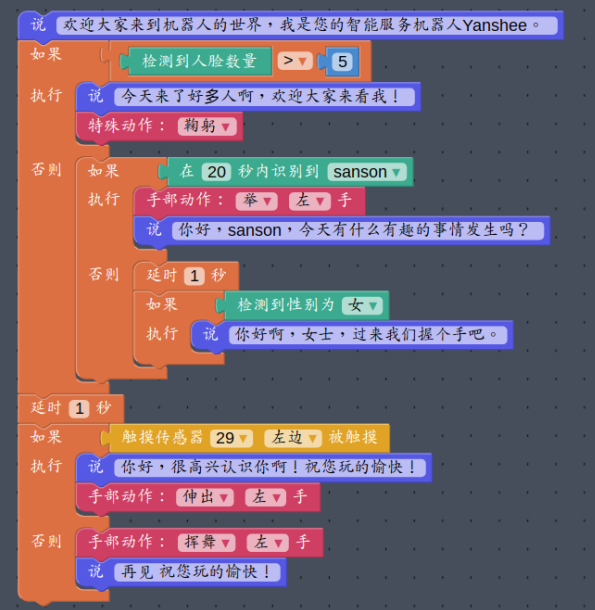 说 欢迎大家来到机器人的世界，我是您的智能服务机器人Yanshee。
如果 检测到人脸数量 >▼ 5
执行 说 今天来了好多人啊，欢迎大家来看我！
特殊动作： 鞠躬▼
否则 如果 在 20 秒内识别到 sanson▼
执行 手部动作： 举▼ 左▼ 手
说 你好，sanson，今天有什么有趣的事情发生吗？
否则 延时 1 秒
如果 检测到性别为 女▼
执行 说 你好啊，女士，过来我们握个手吧。
延时 1 秒
如果 触摸传感器 29▼ 左边▼ 被触摸
执行 说 你好，很高兴认识你啊！祝您玩的愉快！
手部动作： 伸出▼ 左▼ 手
否则 手部动作： 挥舞▼ 左▼ 手
说 再见 祝您玩的愉快！